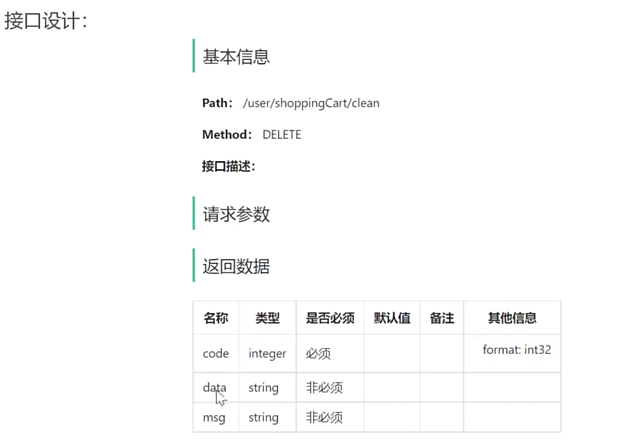 接口设计：
基本信息
Path： /user/shoppingCart/clean
Method： DELETE
接口描述：
请求参数
返回数据
名称 类型 是否必须 默认值 备注 其他信息
code integer 必须 format: int32
data string 非必须
msg string 非必须